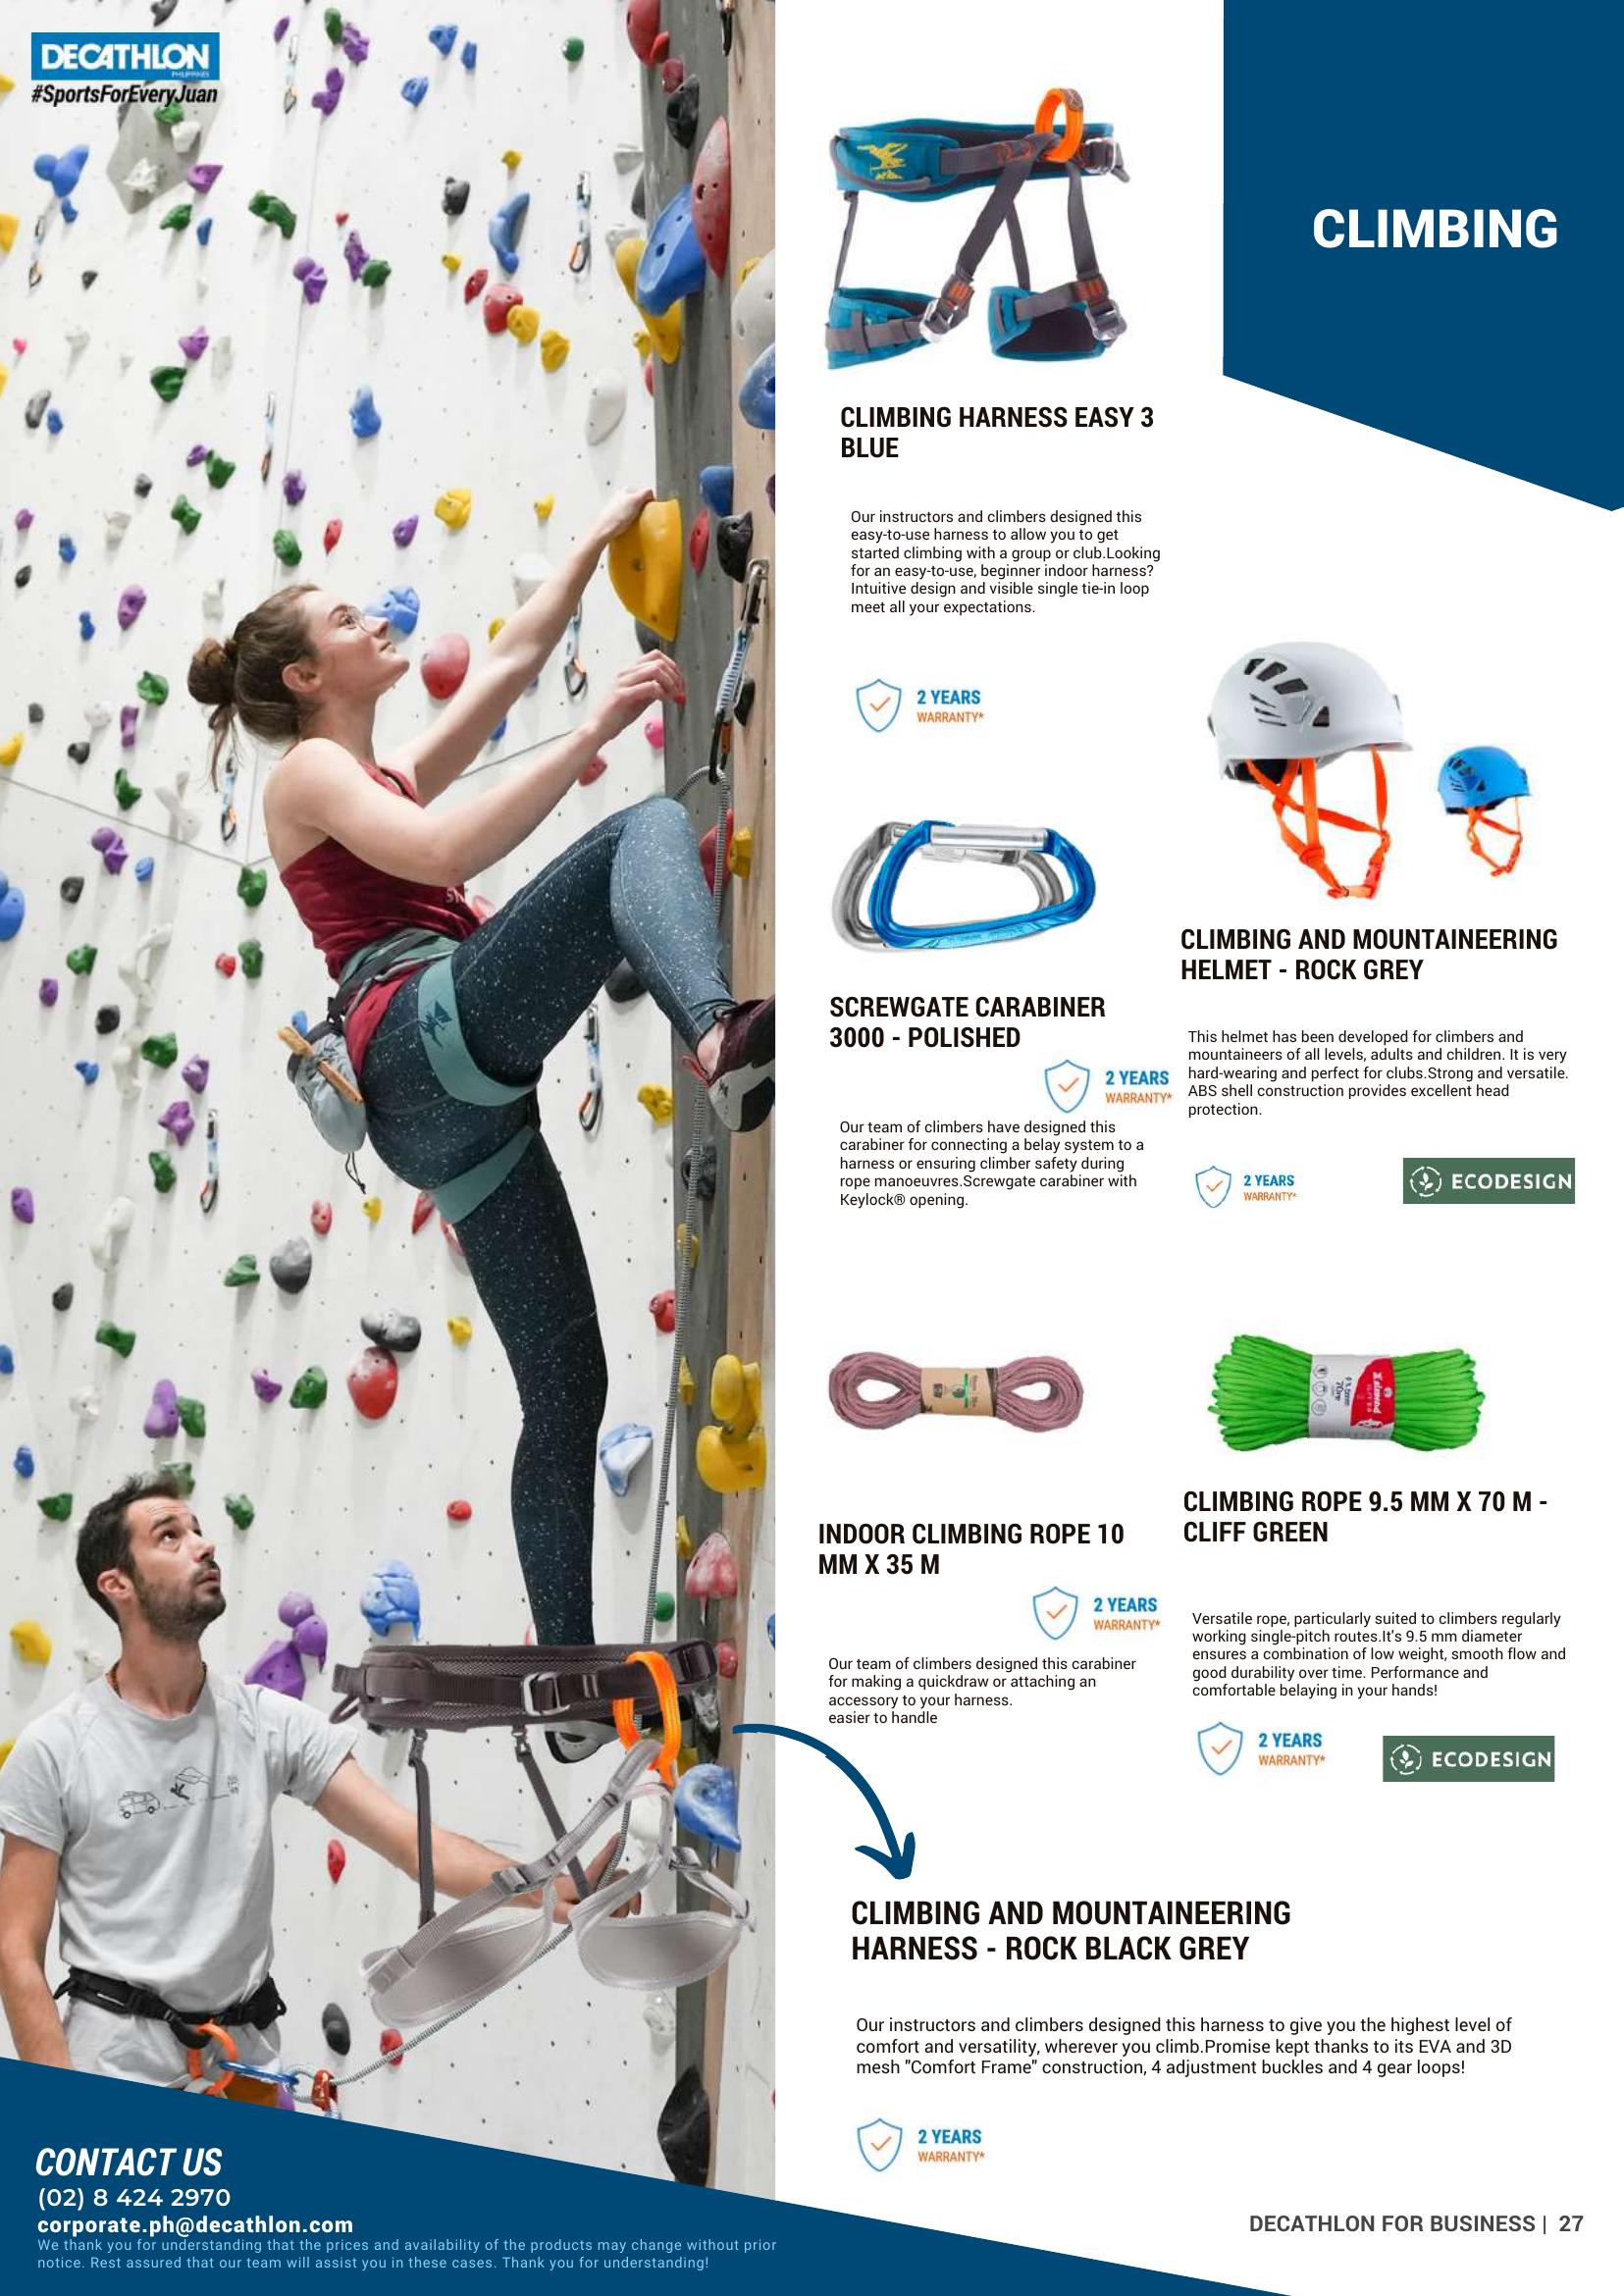 DECATHLON
PHILIPPINES
#SportsForEveryJuan
CLIMBING
CLIMBING HARNESS EASY 3
BLUE
Our instructors and climbers designed this
easy-to-use harness to allow you to get
started climbing with a group or club.Looking
for an easy-to-use, beginner indoor harness?
Intuitive design and visible single tie-in loop
meet all your expectations.
2 YEARS
WARRANTY*
SCREWGATE CARABINER
3000 - POLISHED
2 YEARS
WARRANTY*
Our team of climbers have designed this
carabiner for connecting a belay system to a
harness or ensuring climber safety during
rope manoeuvres.Screwgate carabiner with
Keylock® opening.
CLIMBING AND MOUNTAINEERING
HELMET - ROCK GREY
This helmet has been developed for climbers and
mountaineers of all levels, adults and children. It is very
hard-wearing and perfect for clubs.Strong and versatile.
ABS shell construction provides excellent head
protection.
2 YEARS
WARRANTY*
ECODESIGN
INDOOR CLIMBING ROPE 10
MM X 35 M
2 YEARS
WARRANTY*
Our team of climbers designed this carabiner
for making a quickdraw or attaching an
accessory to your harness.
easier to handle
CLIMBING ROPE 9.5 MM X 70 M -
CLIFF GREEN
Versatile rope, particularly suited to climbers regularly
working single-pitch routes.It's 9.5 mm diameter
ensures a combination of low weight, smooth flow and
good durability over time. Performance and
comfortable belaying in your hands!
2 YEARS
WARRANTY*
ECODESIGN
CLIMBING AND MOUNTAINEERING
HARNESS - ROCK BLACK GREY
Our instructors and climbers designed this harness to give you the highest level of
comfort and versatility, wherever you climb.Promise kept thanks to its EVA and 3D
mesh "Comfort Frame" construction, 4 adjustment buckles and 4 gear loops!
2 YEARS
WARRANTY*
CONTACT US
(02) 8 424 2970
corporate.ph@decathlon.com
We thank you for understanding that the prices and availability of the products may change without prior
notice. Rest assured that our team will assist you in these cases. Thank you for understanding!
DECATHLON FOR BUSINESS | 27